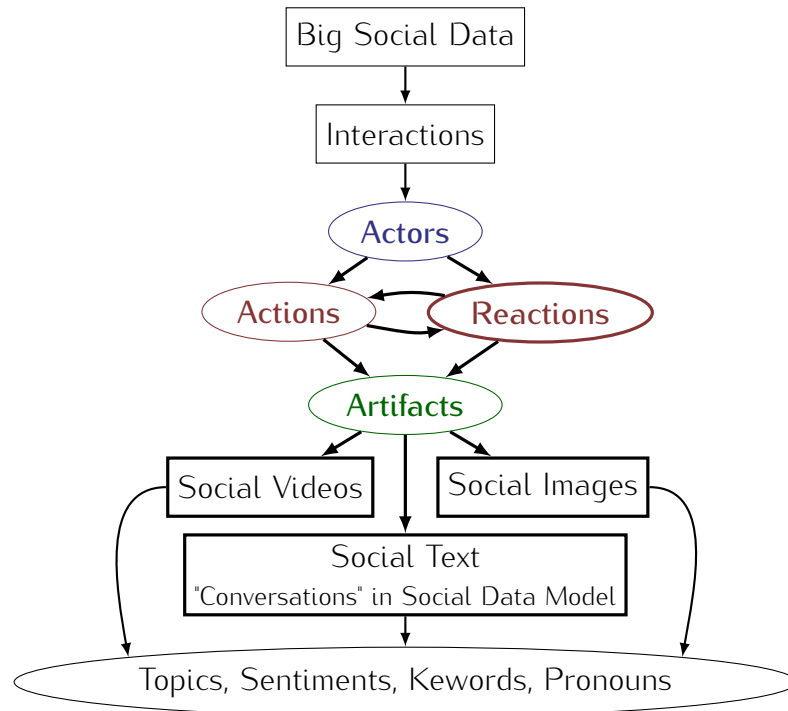 Big Social Data
Interactions
Actors
Actions
Reactions
Artifacts
Social Videos
Social Images
Social Text
"Conversations" in Social Data Model
Topics, Sentiments, Kewords, Pronouns